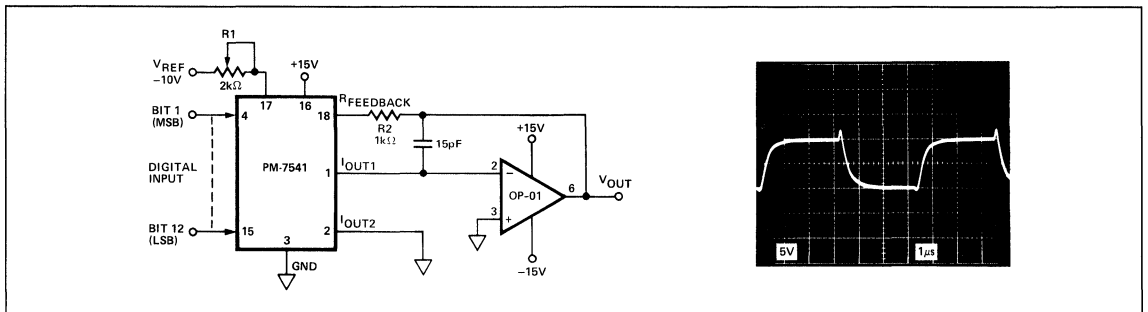 R1
VREF
−10V
2kΩ
+15V
17
16
BIT 1
(MSB)
4
18
RFEEDBACK
R2
1kΩ
15pF
+15V
DIGITAL
INPUT
PM-7541
1
IOUT1
2
−
OP-01
6
VOUT
3
+
BIT 12
(LSB)
15
2
IOUT2
3
GND
−15V
5V
1μs